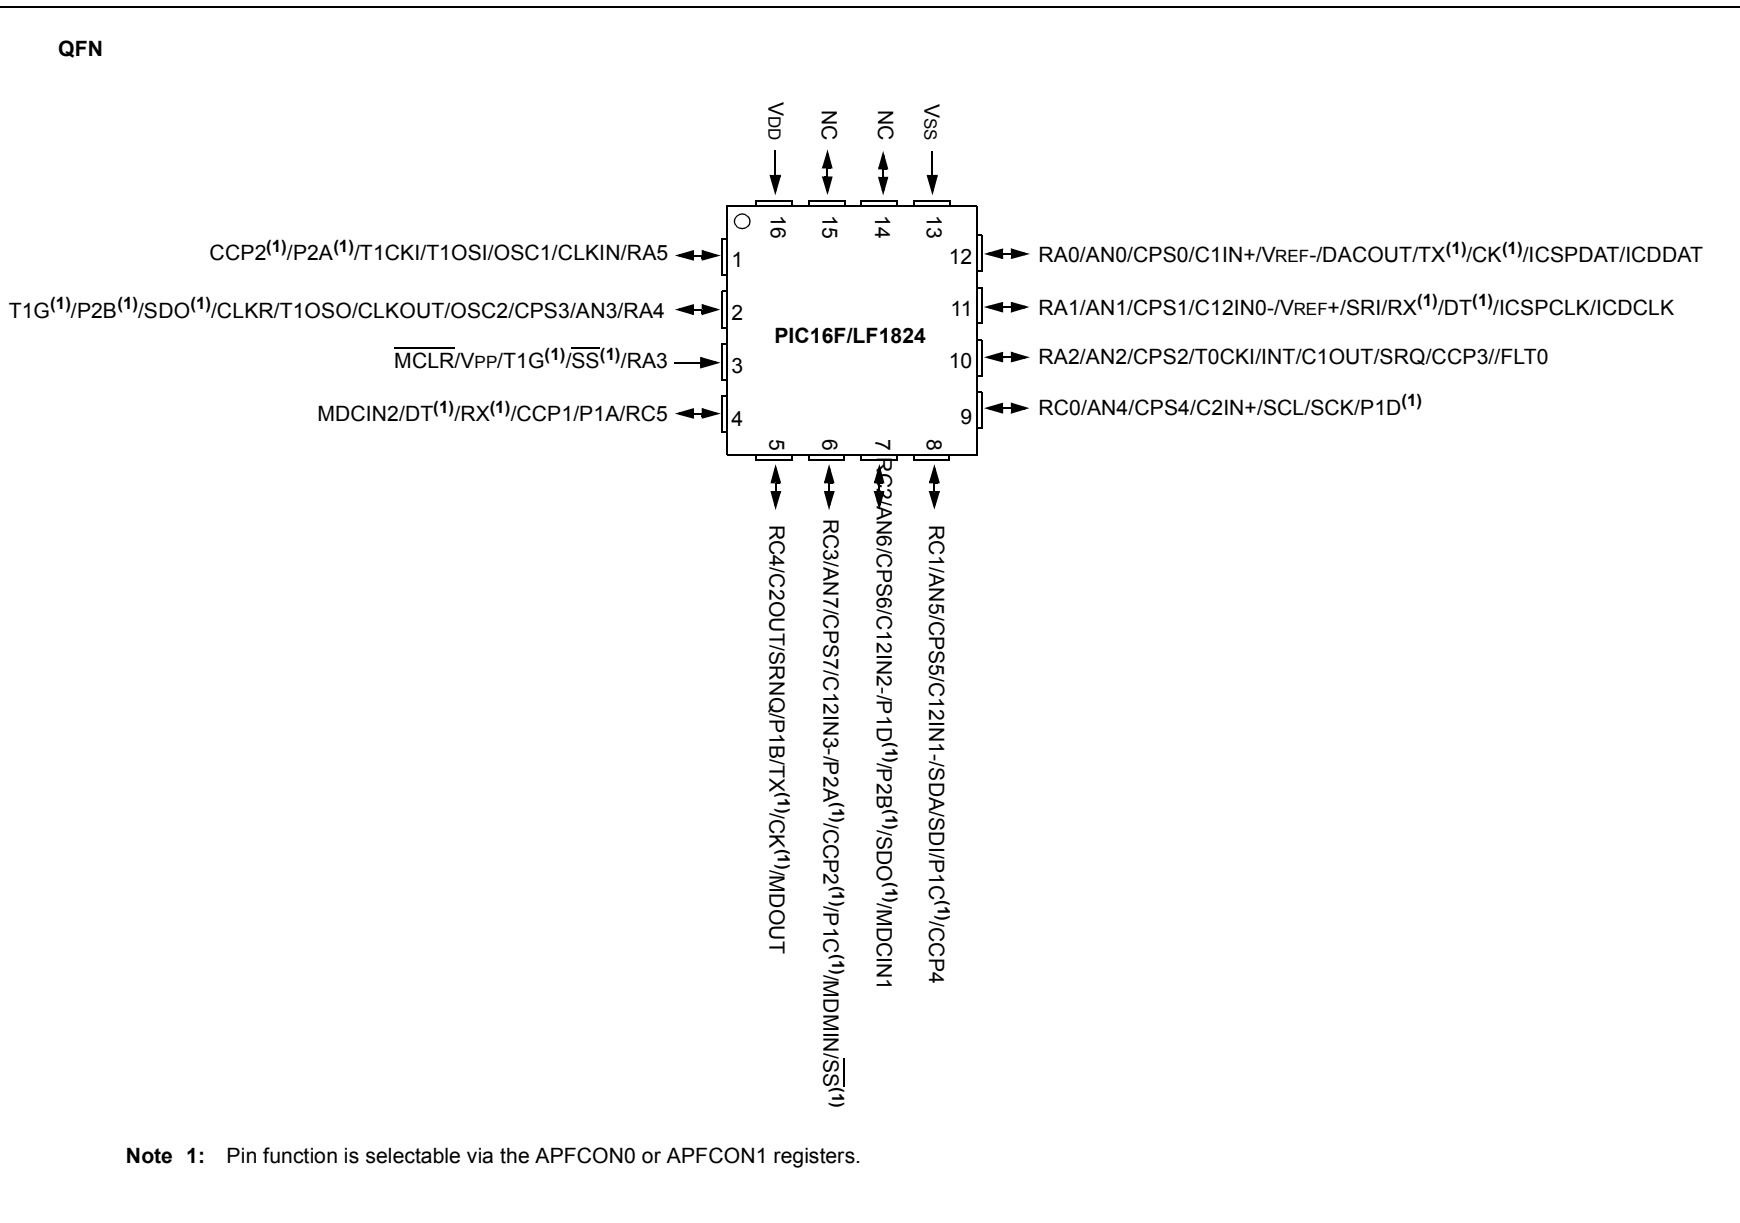 QFN
VDD
NC
NC
VSS
16
15
14
13
CCP2(1)/P2A(1)/T1CKI/T1OSI/OSC1/CLKIN/RA5
1
12
RA0/AN0/CPS0/C1IN+/VREF-/DACOUT/TX(1)/CK(1)/ICSPDAT/ICDDAT
T1G(1)/P2B(1)/SDO(1)/CLKR/T1OSO/CLKOUT/OSC2/CPS3/AN3/RA4
2
11
RA1/AN1/CPS1/C12IN0-/VREF+/SRI/RX(1)/DT(1)/ICSPCLK/ICDCLK
PIC16F/LF1824
MCLR/VPP/T1G(1)/SS(1)/RA3
3
10
RA2/AN2/CPS2/T0CKI/INT/C1OUT/SRQ/CCP3//FLT0
MDCIN2/DT(1)/RX(1)/CCP1/P1A/RC5
4
9
RC0/AN4/CPS4/C2IN+/SCL/SCK/P1D(1)
5
6
7
8
RC4/C2OUT/SRNQ/P1B/TX(1)/CK(1)/MDOUT
RC3/AN7/CPS7/C12IN3-/P2A(1)/CCP2(1)/P1C(1)/MDMIN/SS(1)
RC2/AN6/CPS6/C12IN2-/P1D(1)/P2B(1)/SDO(1)/MDCIN1
RC1/AN5/CPS5/C12IN1-/SDA/SDI/P1C(1)/CCP4
Note 1: Pin function is selectable via the APFCON0 or APFCON1 registers.